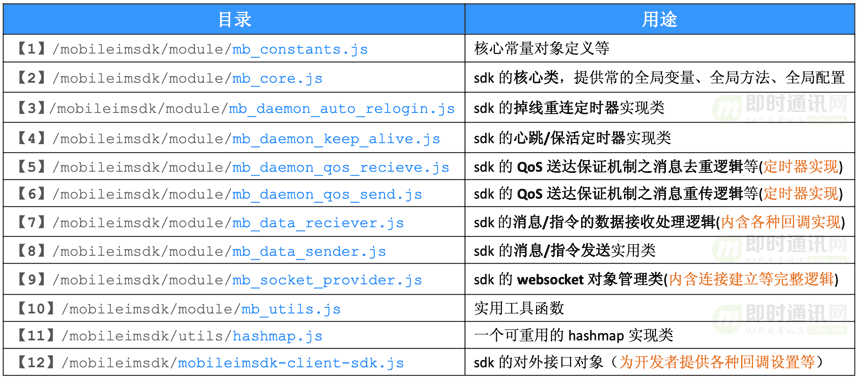 目录 用途
【1】/mobileimsdk/module/mb_constants.js 核心常量对象定义等
【2】/mobileimsdk/module/mb_core.js sdk 的核心类，提供常的全局变量、全局方法、全局配置
【3】/mobileimsdk/module/mb_daemon_auto_relogin.js sdk 的掉线重连定时器实现类
【4】/mobileimsdk/module/mb_daemon_keep_alive.js sdk 的心跳/保活定时器实现类
【5】/mobileimsdk/module/mb_daemon_qos_recieve.js sdk 的 QoS 送达保证机制之消息去重逻辑等(定时器实现)
【6】/mobileimsdk/module/mb_daemon_qos_send.js sdk 的 QoS 送达保证机制之消息重传逻辑等(定时器实现)
【7】/mobileimsdk/module/mb_data_reciever.js sdk 的消息/指令的数据接收处理逻辑(内含各种回调实现)
【8】/mobileimsdk/module/mb_data_sender.js sdk 的消息/指令发送实用类
【9】/mobileimsdk/module/mb_socket_provider.js sdk 的 websocket 对象管理类(内含连接建立等完整逻辑)
【10】/mobileimsdk/module/mb_utils.js 实用工具函数
【11】/mobileimsdk/utils/hashmap.js 一个可重用的 hashmap 实现类
【12】/mobileimsdk/mobileimsdk-client-sdk.js sdk 的对外接口对象（为开发者提供各种回调设置等）
即时通讯网
即时通讯网
即时通讯网